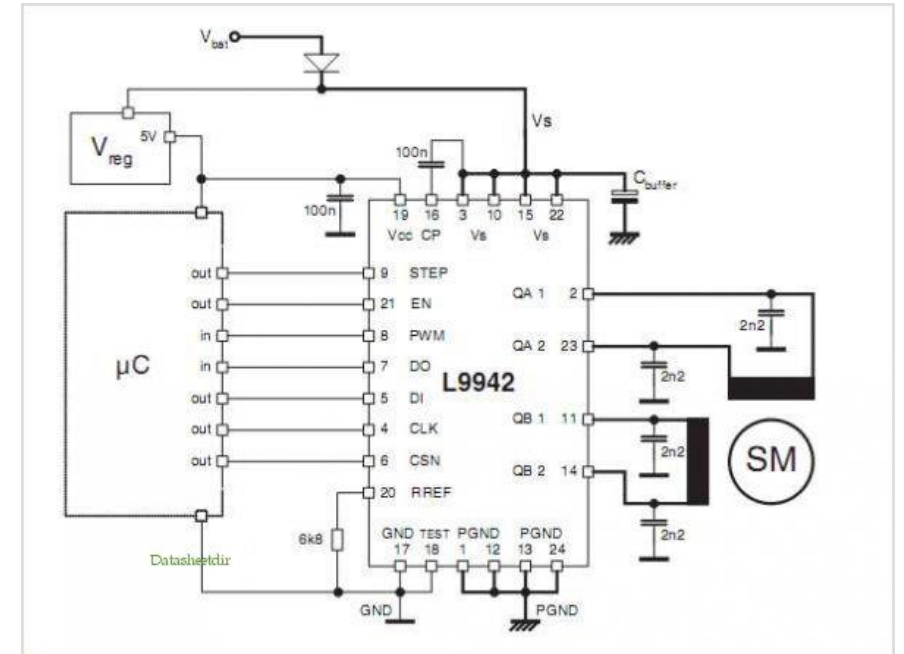 Vbat
Vs
Vreg
5V
100n
100n
Cbuffer
19 16 3 10 15 22
Vcc CP Vs Vs
out 9 STEP
out 21 EN
in 8 PWM
in 7 DO
out 5 DI
out 4 CLK
out 6 CSN
20 RREF
µC
L9942
QA 1 2
QA 2 23
QB 1 11
QB 2 14
2n2
2n2
2n2
2n2
SM
6k8
GND TEST PGND PGND
17 18 1 12 13 24
Datasheetdir
GND
PGND